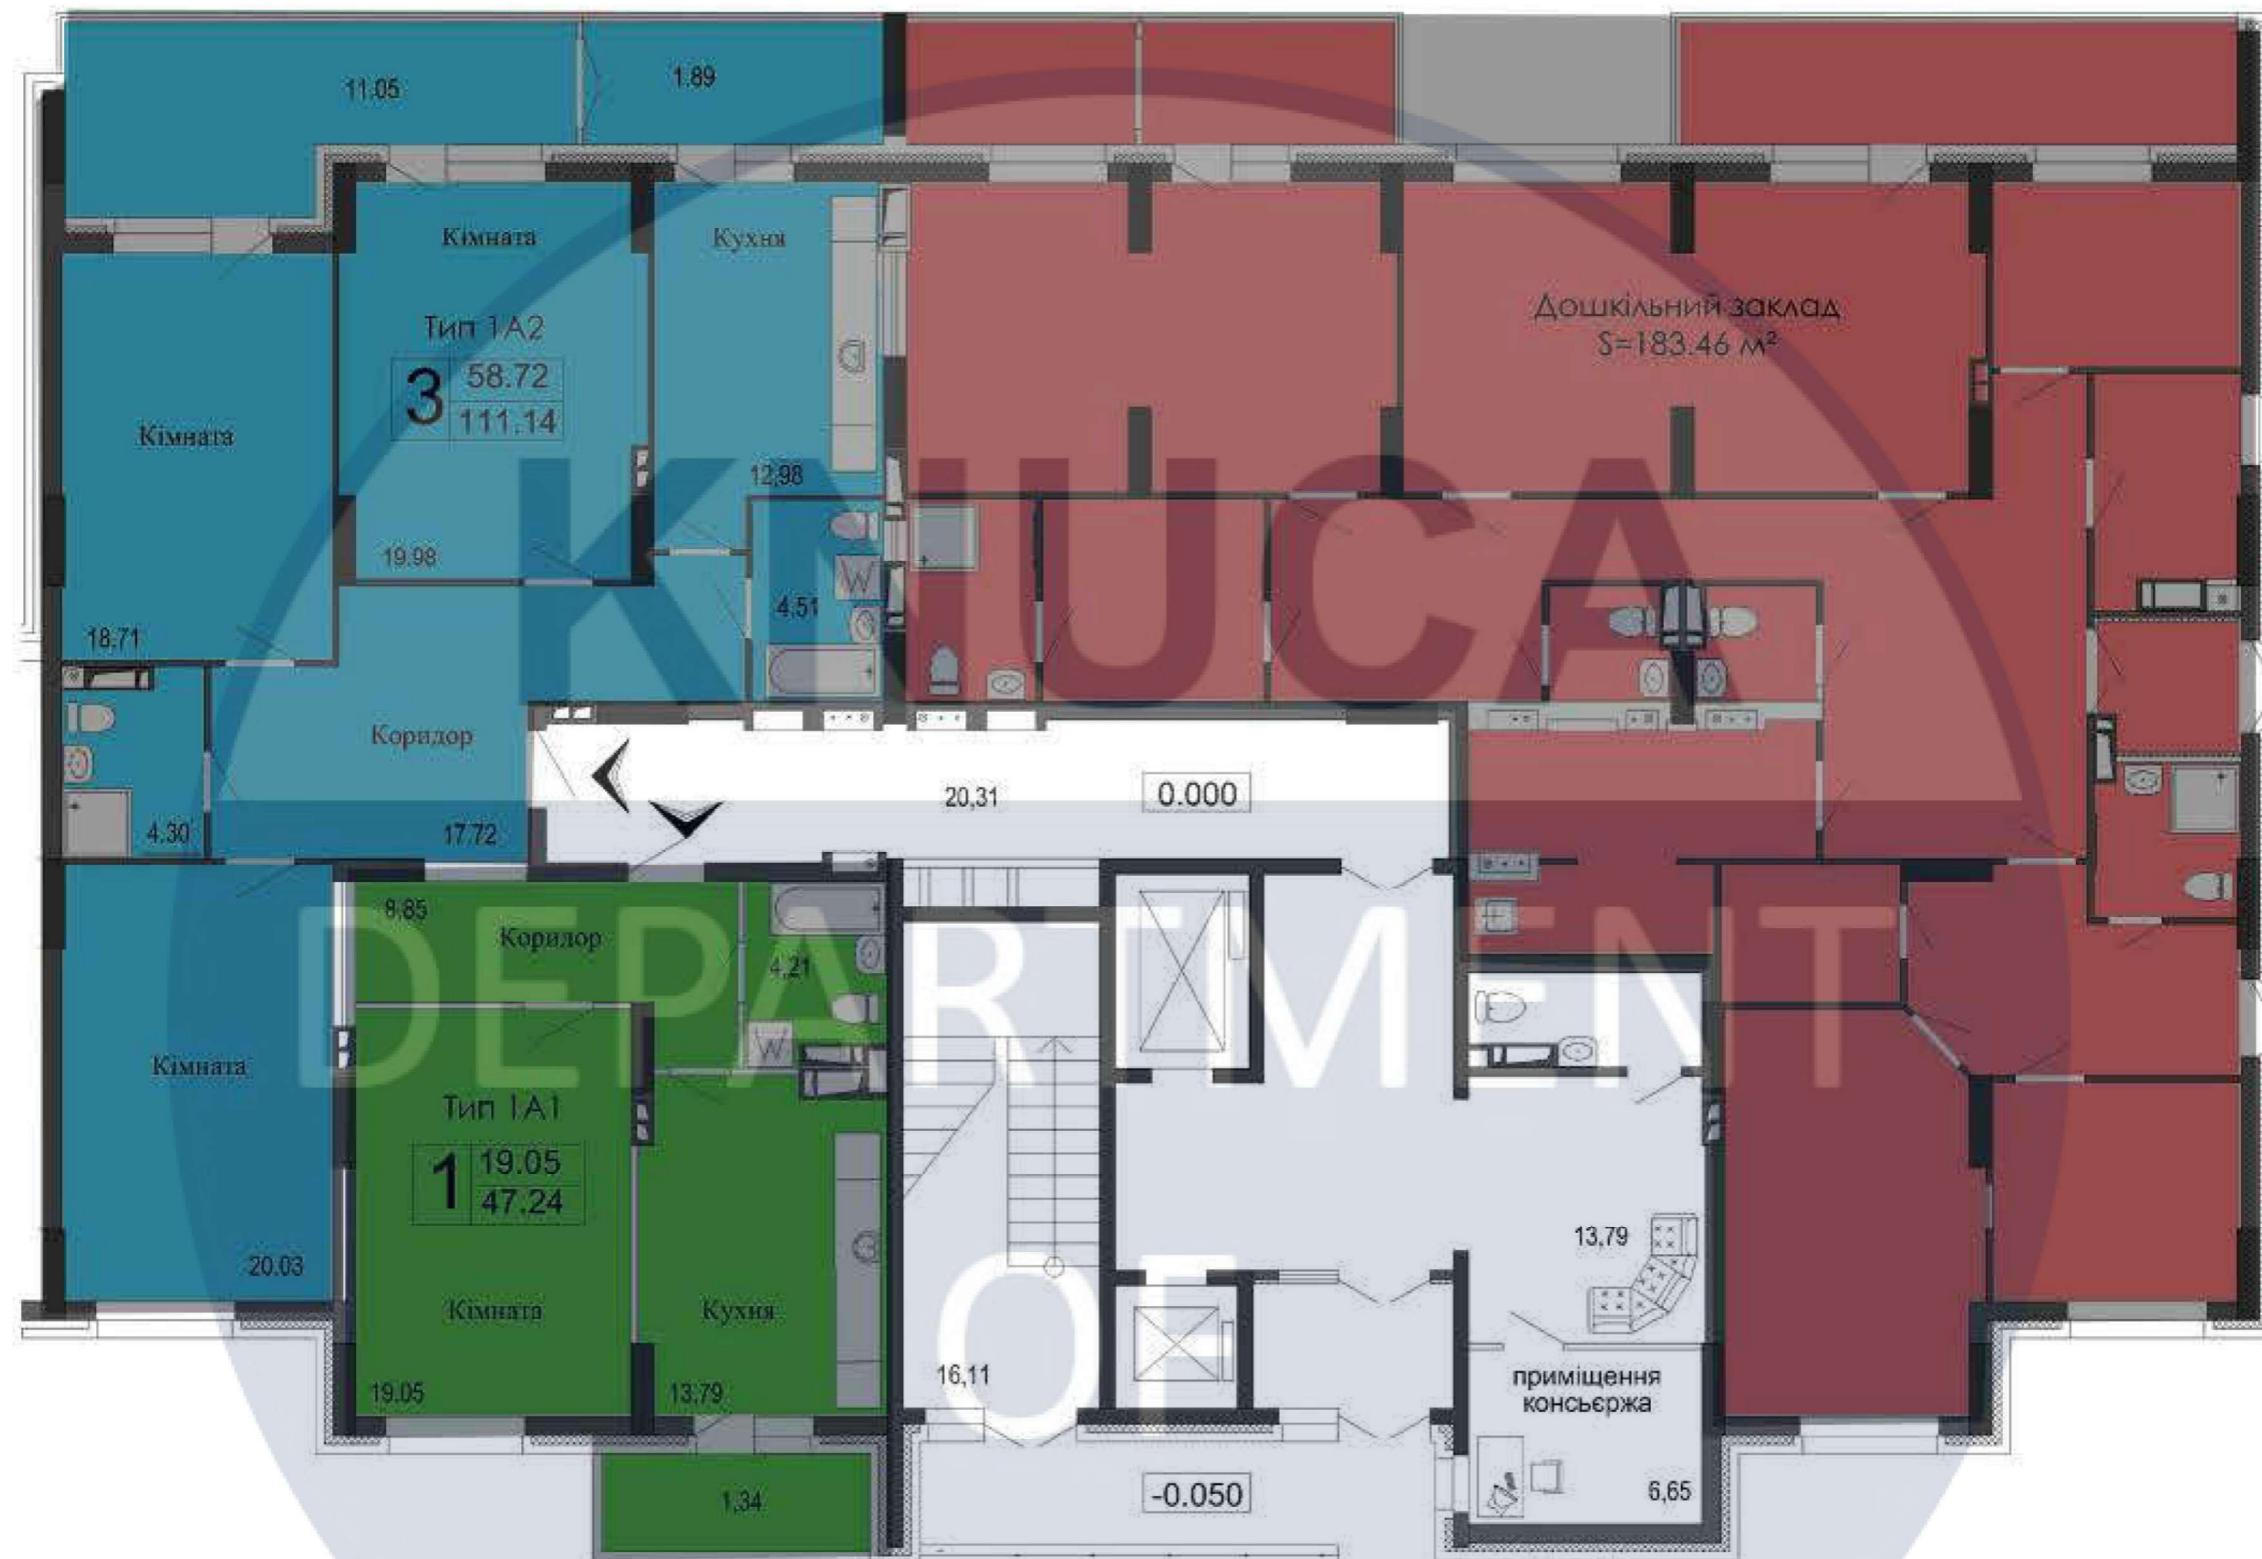 11.05
1.89
Кімната
Кухня
Дошкільний заклад
S=183.46 м²
Тип 1А2
3
58.72
111.14
Кімната
12,98
19.98
W
4.51
18.71
KNUCA
Коридор
20,31
0.000
4.30
17.72
8,85
Коридор
4,21
DEPARTMENT
W
Кімната
Тип 1А1
1
19.05
47.24
13,79
20.03
Кімната
Кухня
OF
16,11
приміщення
консьєржа
19.05
13,79
1,34
-0.050
6,65